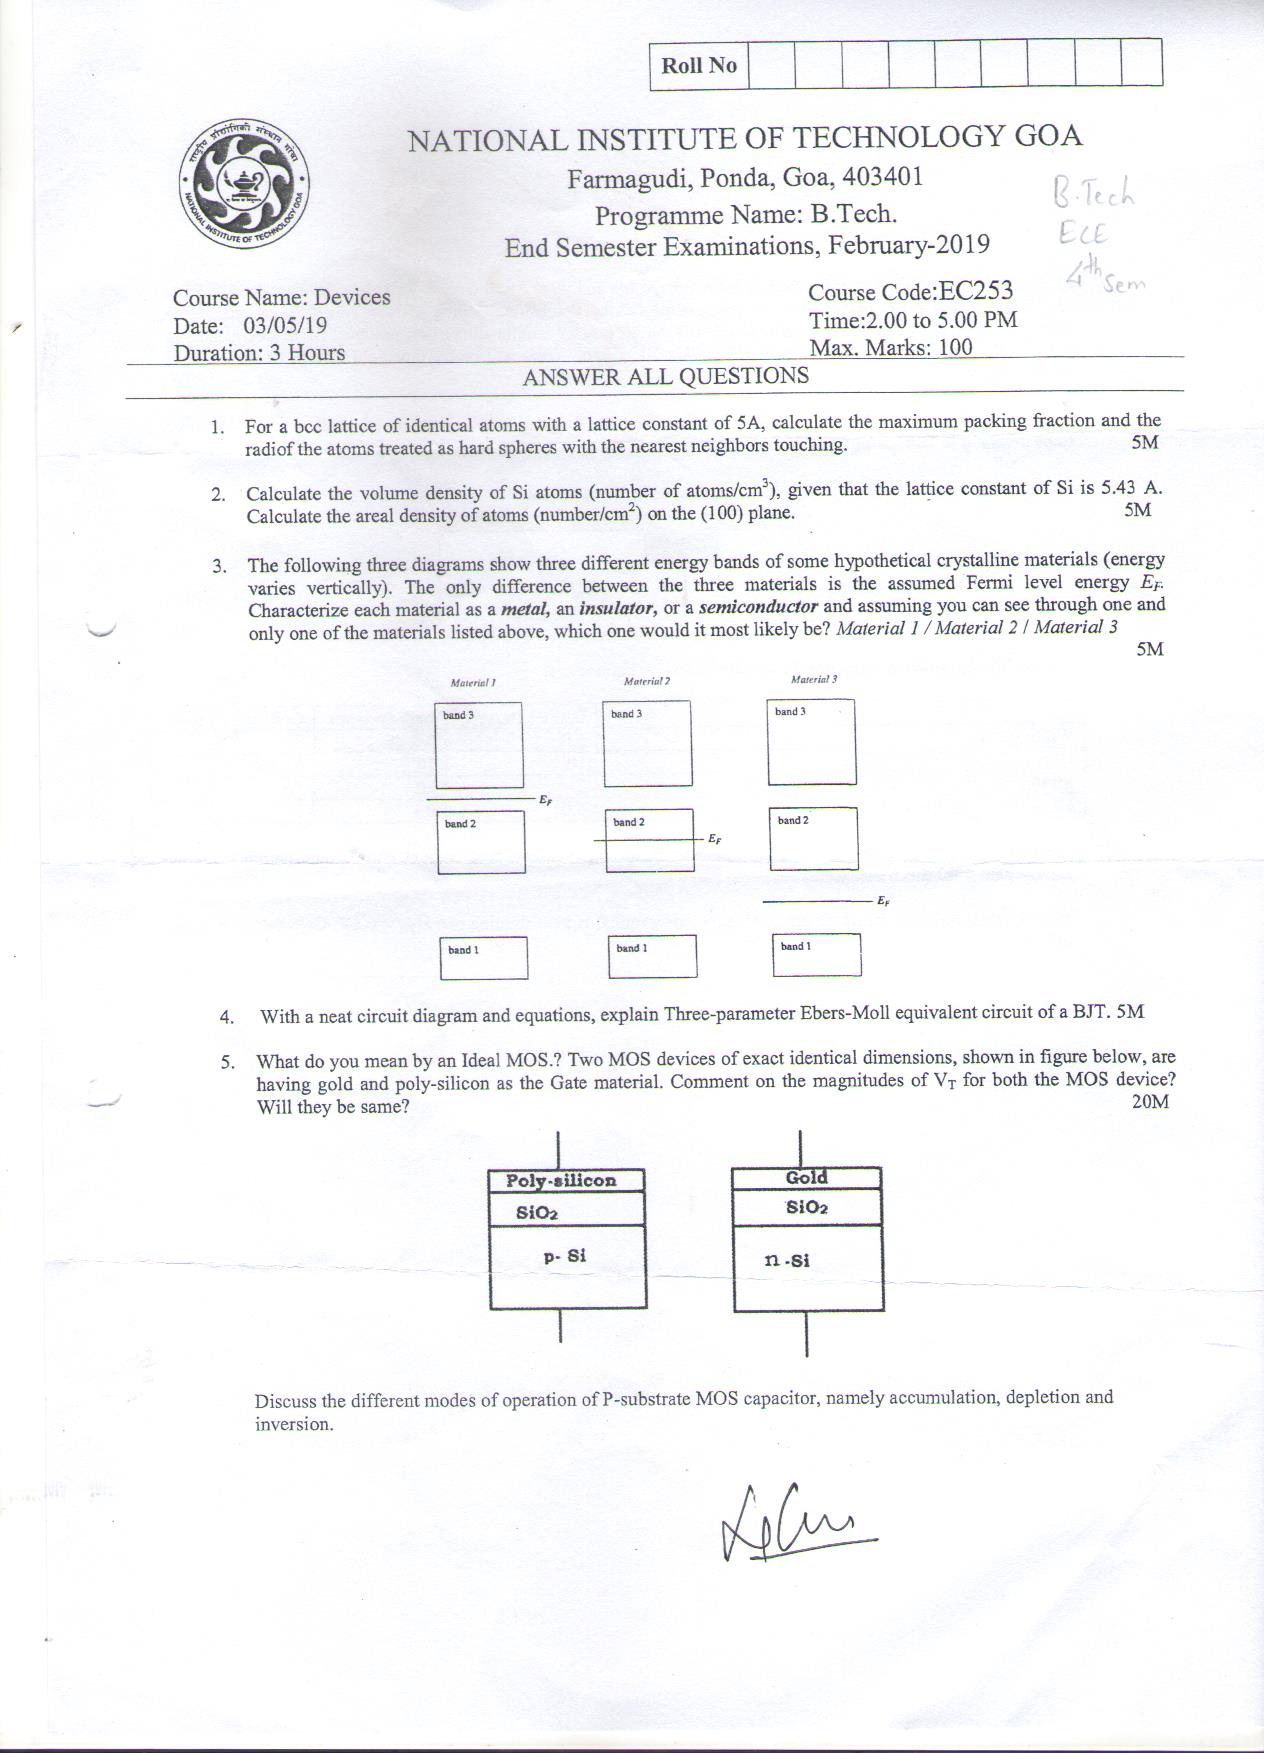 Roll No
राष्ट्रीय प्रौद्योगिकी संस्थान गोवा
NATIONAL INSTITUTE OF TECHNOLOGY GOA
NATIONAL INSTITUTE OF TECHNOLOGY GOA
Farmagudi, Ponda, Goa, 403401
Programme Name: B.Tech.
End Semester Examinations, February-2019
B.Tech
ECE
4th Sem
Course Name: Devices
Course Code:EC253
Date: 03/05/19
Time:2.00 to 5.00 PM
Duration: 3 Hours
Max. Marks: 100
ANSWER ALL QUESTIONS
1. For a bcc lattice of identical atoms with a lattice constant of 5A, calculate the maximum packing fraction and the
radiof the atoms treated as hard spheres with the nearest neighbors touching. 5M
2. Calculate the volume density of Si atoms (number of atoms/cm³), given that the lattice constant of Si is 5.43 A.
Calculate the areal density of atoms (number/cm²) on the (100) plane. 5M
3. The following three diagrams show three different energy bands of some hypothetical crystalline materials (energy
varies vertically). The only difference between the three materials is the assumed Fermi level energy EF.
Characterize each material as a metal, an insulator, or a semiconductor and assuming you can see through one and
only one of the materials listed above, which one would it most likely be? Material 1 / Material 2 / Material 3
5M
Material 1 Material 2 Material 3
band 3 band 3 band 3
EF
band 2 band 2 band 2
EF
EF
band 1 band 1 band 1
4. With a neat circuit diagram and equations, explain Three-parameter Ebers-Moll equivalent circuit of a BJT. 5M
5. What do you mean by an Ideal MOS.? Two MOS devices of exact identical dimensions, shown in figure below, are
having gold and poly-silicon as the Gate material. Comment on the magnitudes of VT for both the MOS device?
Will they be same? 20M
Poly-silicon Gold
SiO2 SiO2
p- Si n -Si
Discuss the different modes of operation of P-substrate MOS capacitor, namely accumulation, depletion and
inversion.